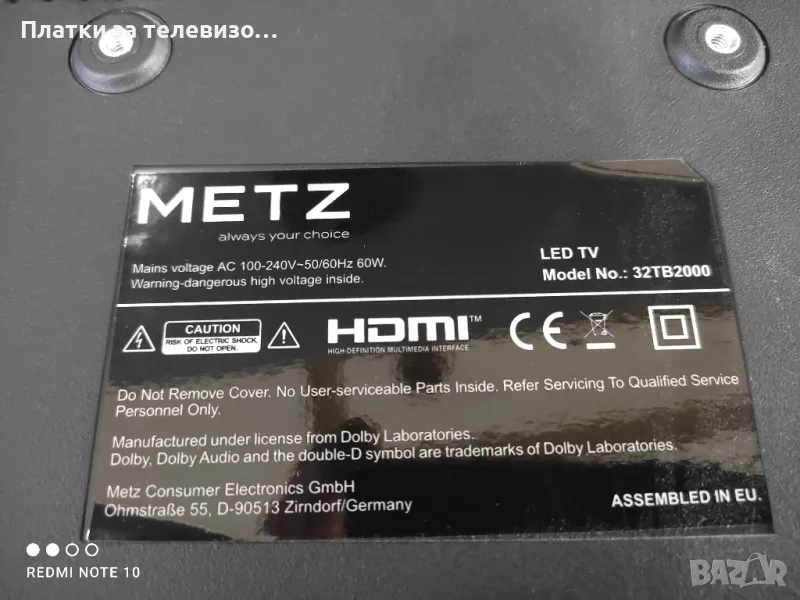 Платки за телевизо...
METZ
always your choice
Mains voltage AC 100-240V~50/60Hz 60W.
Warning-dangerous high voltage inside.
LED TV
Model No.: 32TB2000
CAUTION
RISK OF ELECTRIC SHOCK
DO NOT OPEN.
HDMI™
HIGH-DEFINITION MULTIMEDIA INTERFACE
CE
Do Not Remove Cover. No User-serviceable Parts Inside. Refer Servicing To Qualified Service
Personnel Only.
Manufactured under license from Dolby Laboratories.
Dolby, Dolby Audio and the double-D symbol are trademarks of Dolby Laboratories.
Metz Consumer Electronics GmbH
Ohmstraße 55, D-90513 Zirndorf/Germany
ASSEMBLED IN EU.
REDMI NOTE 10
BAZAR